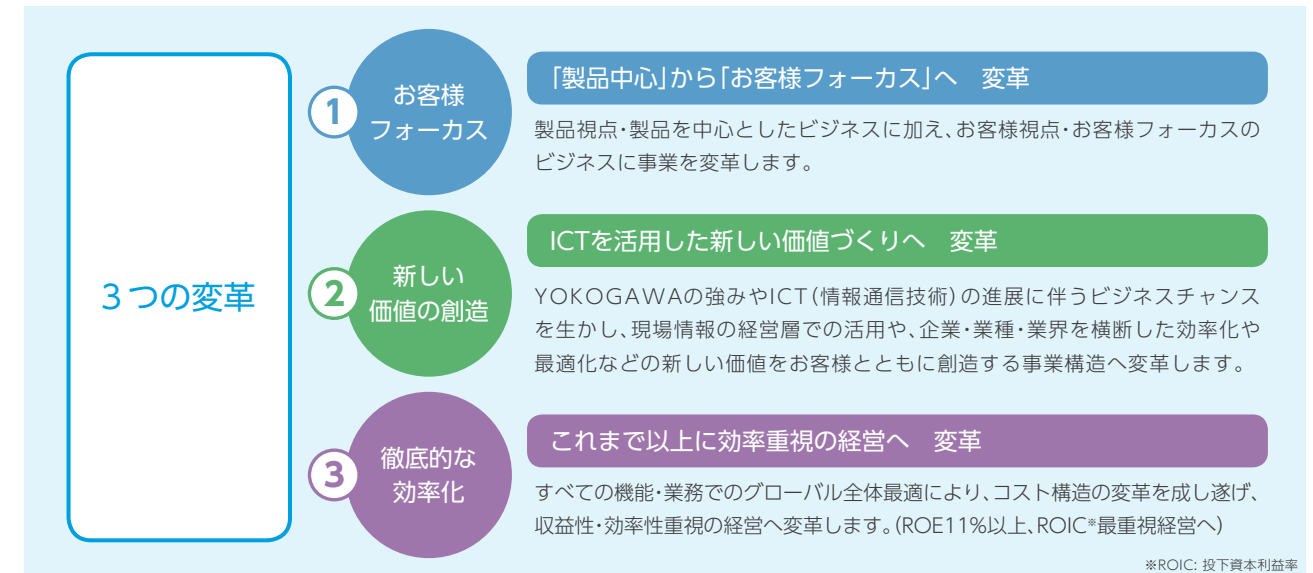 3つの変革
1
お客様
フォーカス
「製品中心」から「お客様フォーカス」へ　変革
製品視点・製品を中心としたビジネスに加え、お客様視点・お客様フォーカスの
ビジネスに事業を変革します。
2
新しい
価値の創造
ICTを活用した新しい価値づくりへ　変革
YOKOGAWAの強みやICT(情報通信技術)の進展に伴うビジネスチャンス
を生かし、現場情報の経営層での活用や、企業・業種・業界を横断した効率化や
最適化などの新しい価値をお客様とともに創造する事業構造へ変革します。
3
徹底的な
効率化
これまで以上に効率重視の経営へ　変革
すべての機能・業務でのグローバル全体最適により、コスト構造の変革を成し遂げ、
収益性・効率性重視の経営へ変革します。(ROE11%以上、ROIC※最重視経営へ)
※ROIC: 投下資本利益率